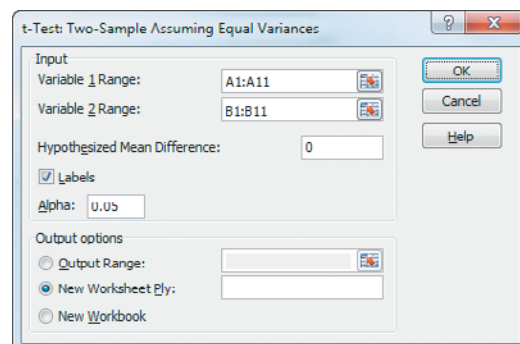 t-Test: Two-Sample Assuming Equal Variances
Input
Variable 1 Range: A1:A11
Variable 2 Range: B1:B11
Hypothesized Mean Difference: 0
Labels
Alpha: 0.05
Output options
Output Range:
New Worksheet Ply:
New Workbook
?
X
OK
Cancel
Help